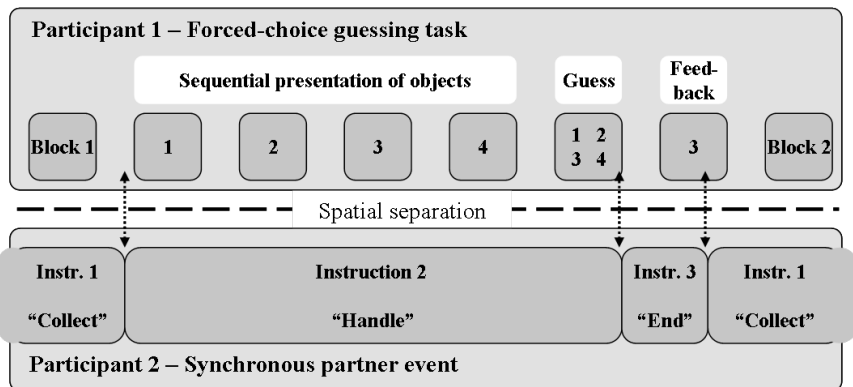 Participant 1 – Forced-choice guessing task
Sequential presentation of objects
Guess
Feed-
back
Block 1
1
2
3
4
1 2
3 4
3
Block 2
Spatial separation
Instr. 1
“Collect”
Instruction 2
“Handle”
Instr. 3
“End”
Instr. 1
“Collect”
Participant 2 – Synchronous partner event